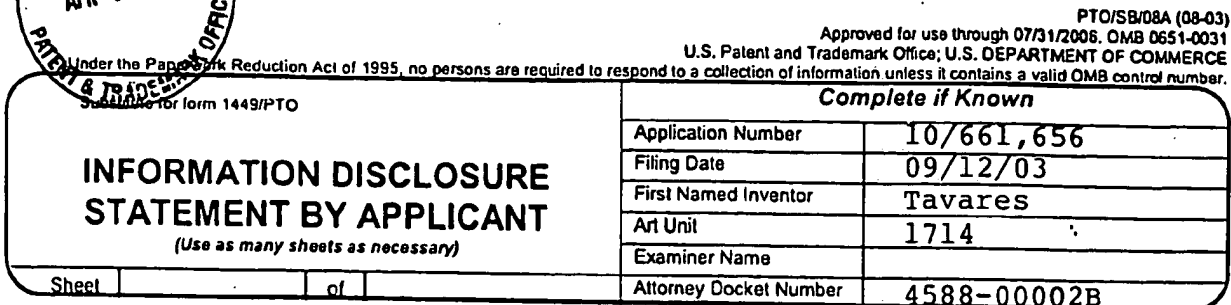 PTO/SB/08A (08-03)
Approved for use through 07/31/2006. OMB 0651-0031
U.S. Patent and Trademark Office; U.S. DEPARTMENT OF COMMERCE
Under the Paperwork Reduction Act of 1995, no persons are required to respond to a collection of information unless it contains a valid OMB control number.
PATENT & TRADEMARK OFFICE
Substitute for form 1449/PTO
INFORMATION DISCLOSURE
STATEMENT BY APPLICANT
(Use as many sheets as necessary)
Sheet of
Complete if Known
Application Number 10/661,656
Filing Date 09/12/03
First Named Inventor Tavares
Art Unit 1714
Examiner Name
Attorney Docket Number 4588-00002B